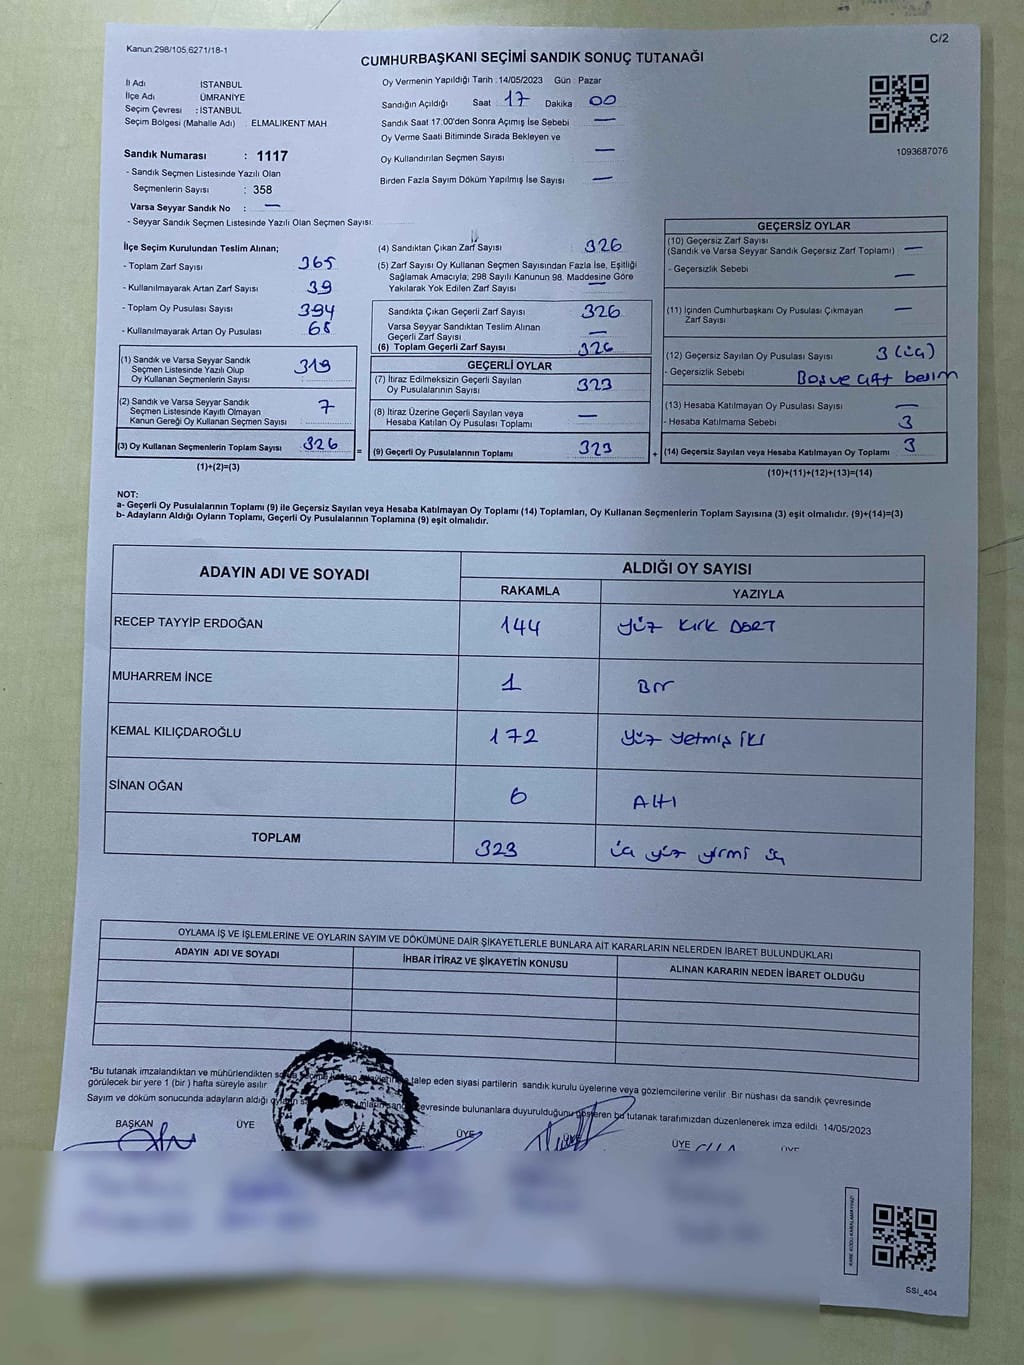 Kanun:298/105,6271/18-1
C/2
CUMHURBAŞKANI SEÇİMİ SANDIK SONUÇ TUTANAĞI
İl Adı İSTANBUL
İlçe Adı ÜMRANİYE
Seçim Çevresi : İSTANBUL
Seçim Bölgesi (Mahalle Adı) : ELMALIKENT MAH
Oy Vermenin Yapıldığı Tarih : 14/05/2023 Gün : Pazar
Sandığın Açıldığı Saat 17 Dakika 00
Sandık Saat 17:00'den Sonra Açımış İse Sebebi —
Oy Verme Saati Bitiminde Sırada Bekleyen ve
Oy Kullandırılan Seçmen Sayısı —
Birden Fazla Sayım Döküm Yapılmış İse Sayısı —
1093687076
Sandık Numarası : 1117
- Sandık Seçmen Listesinde Yazılı Olan
Seçmenlerin Sayısı : 358
Varsa Seyyar Sandık No : —
- Seyyar Sandık Seçmen Listesinde Yazılı Olan Seçmen Sayısı:
İlçe Seçim Kurulundan Teslim Alınan;
- Toplam Zarf Sayısı 365
- Kullanılmayarak Artan Zarf Sayısı 39
- Toplam Oy Pusulası Sayısı 394
- Kullanılmayarak Artan Oy Pusulası 68
(1) Sandık ve Varsa Seyyar Sandık
Seçmen Listesinde Yazılı Olup
Oy Kullanan Seçmenlerin Sayısı 319
(2) Sandık ve Varsa Seyyar Sandık
Seçmen Listesinde Kayıtlı Olmayan
Kanun Gereği Oy Kullanan Seçmen Sayısı 7
(3) Oy Kullanan Seçmenlerin Toplam Sayısı 326 =
(1)+(2)=(3)
(4) Sandıktan Çıkan Zarf Sayısı 326
(5) Zarf Sayısı Oy Kullanan Seçmen Sayısından Fazla İse, Eşitliği
Sağlamak Amacıyla, 298 Sayılı Kanunun 98. Maddesine Göre
Yakılarak Yok Edilen Zarf Sayısı —
Sandıkta Çıkan Geçerli Zarf Sayısı 326
Varsa Seyyar Sandıktan Teslim Alınan
Geçerli Zarf Sayısı —
(6) Toplam Geçerli Zarf Sayısı 326
GEÇERLİ OYLAR
(7) İtiraz Edilmeksizin Geçerli Sayılan
Oy Pusulalarının Sayısı 323
(8) İtiraz Üzerine Geçerli Sayılan veya
Hesaba Katılan Oy Pusulası Toplamı —
(9) Geçerli Oy Pusulalarının Toplamı 323 +
GEÇERSİZ OYLAR
(10) Geçersiz Zarf Sayısı
(Sandık ve Varsa Seyyar Sandık Geçersiz Zarf Toplamı) —
- Geçersizlik Sebebi —
(11) İçinden Cumhurbaşkanı Oy Pusulası Çıkmayan
Zarf Sayısı —
(12) Geçersiz Sayılan Oy Pusulası Sayısı 3 (üç)
- Geçersizlik Sebebi Boş ve çift basım
(13) Hesaba Katılmayan Oy Pusulası Sayısı —
- Hesaba Katılmama Sebebi 3
(14) Geçersiz Sayılan veya Hesaba Katılmayan Oy Toplamı 3
(10)+(11)+(12)+(13)=(14)
NOT:
a- Geçerli Oy Pusulalarının Toplamı (9) ile Geçersiz Sayılan veya Hesaba Katılmayan Oy Toplamı (14) Toplamları, Oy Kullanan Seçmenlerin Toplam Sayısına (3) eşit olmalıdır. (9)+(14)=(3)
b- Adayların Aldığı Oyların Toplamı, Geçerli Oy Pusulalarının Toplamına (9) eşit olmalıdır.
ADAYIN ADI VE SOYADI ALDIĞI OY SAYISI
RAKAMLA YAZIYLA
RECEP TAYYİP ERDOĞAN 144 yüz kırk DÖRT
MUHARREM İNCE 1 Bir
KEMAL KILIÇDAROĞLU 172 yüz yetmiş iki
SİNAN OĞAN 6 Altı
TOPLAM 323 üç yüz yirmi üç
OYLAMA İŞ VE İŞLEMLERİNE VE OYLARIN SAYIM VE DÖKÜMÜNE DAİR ŞİKAYETLERLE BUNLARA AİT KARARLARIN NELERDEN İBARET BULUNDUKLARI
ADAYIN ADI VE SOYADI İHBAR İTİRAZ VE ŞİKAYETİN KONUSU ALINAN KARARIN NEDEN İBARET OLDUĞU
"Bu tutanak imzalandıktan ve mühürlendikten talep eden siyasi partilerin sandık kurulu üyelerine veya gözlemcilerine verilir. Bir nüshası da sandık çevresinde
görülecek bir yere 1 (bir) hafta süreyle asılır
Sayım ve döküm sonucunda adayların aldığı çevresinde bulunanlara duyurulduğunu gösteren bu tutanak tarafımızdan düzenlenerek imza edildi. 14/05/2023
BAŞKAN ÜYE ÜYE ÜYE ÜYE ÜYE
KARE KODU KARALAMAYINIZ!
SSI_404